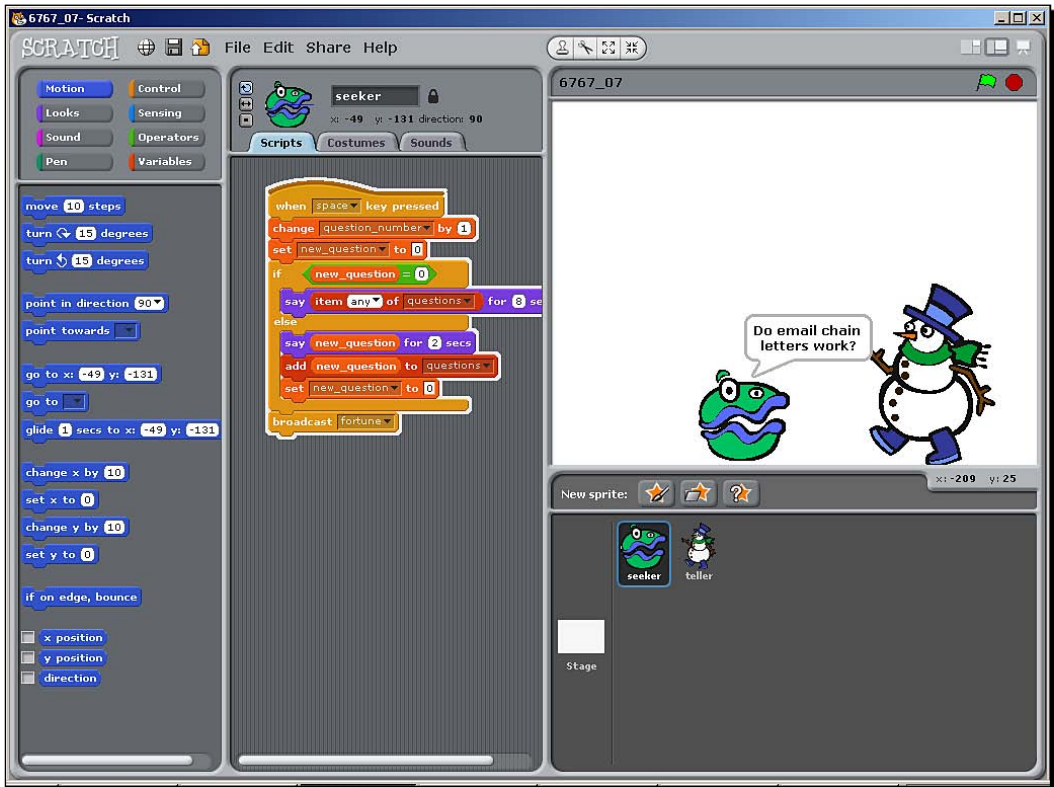 6767_07- Scratch
SCRATCH File Edit Share Help
Motion Control
Looks Sensing
Sound Operators
Pen Variables
move 10 steps
turn 15 degrees
turn 15 degrees
point in direction 90
point towards
go to x: -49 y: -131
go to
glide 1 secs to x: -49 y: -131
change x by 10
set x to 0
change y by 10
set y to 0
if on edge, bounce
x position
y position
direction
seeker
x: -49 y: -131 direction: 90
Scripts Costumes Sounds
when space key pressed
change question_number by 1
set new_question to 0
if new_question = 0
say item any of questions for 8 se
else
say new_question for 2 secs
add new_question to questions
set new_question to 0
broadcast fortune
6767_07
Do email chain
letters work?
x: -209 y: 25
New sprite:
seeker teller
Stage